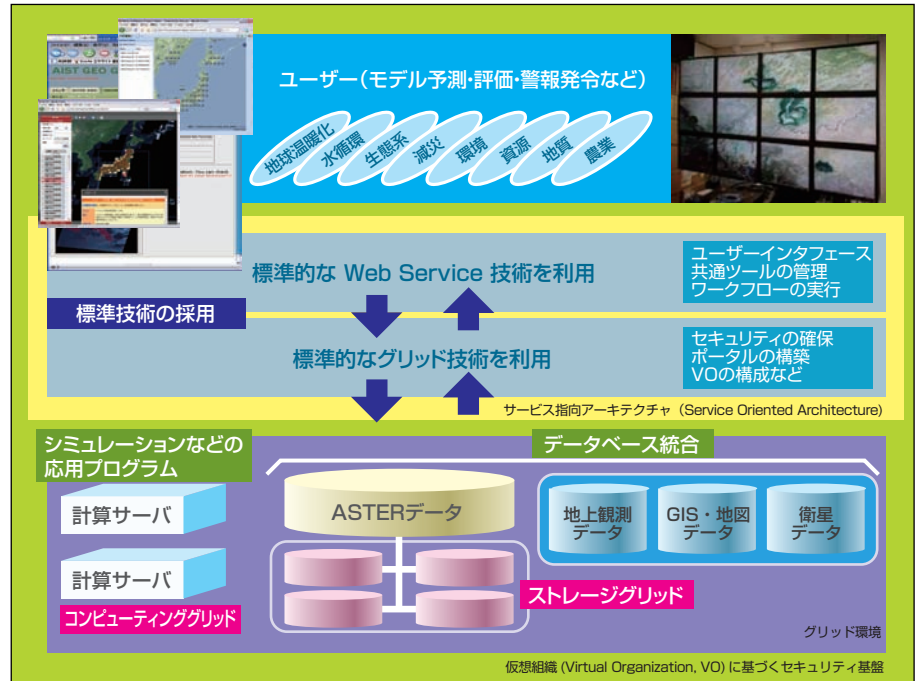 AIST GEO G
ユーザー（モデル予測・評価・警報発令など）
地球温暖化
水循環
生態系
減災
環境
資源
地質
農業
標準的な Web Service 技術を利用
ユーザーインタフェース
共通ツールの管理
ワークフローの実行
標準技術の採用
標準的なグリッド技術を利用
セキュリティの確保
ポータルの構築
VOの構成など
サービス指向アーキテクチャ（Service Oriented Architecture)
シミュレーションなどの
応用プログラム
データベース統合
計算サーバ
ASTERデータ
地上観測
データ
GIS・地図
データ
衛星
データ
計算サーバ
コンピューティンググリッド
ストレージグリッド
グリッド環境
仮想組織 (Virtual Organization, VO) に基づくセキュリティ基盤